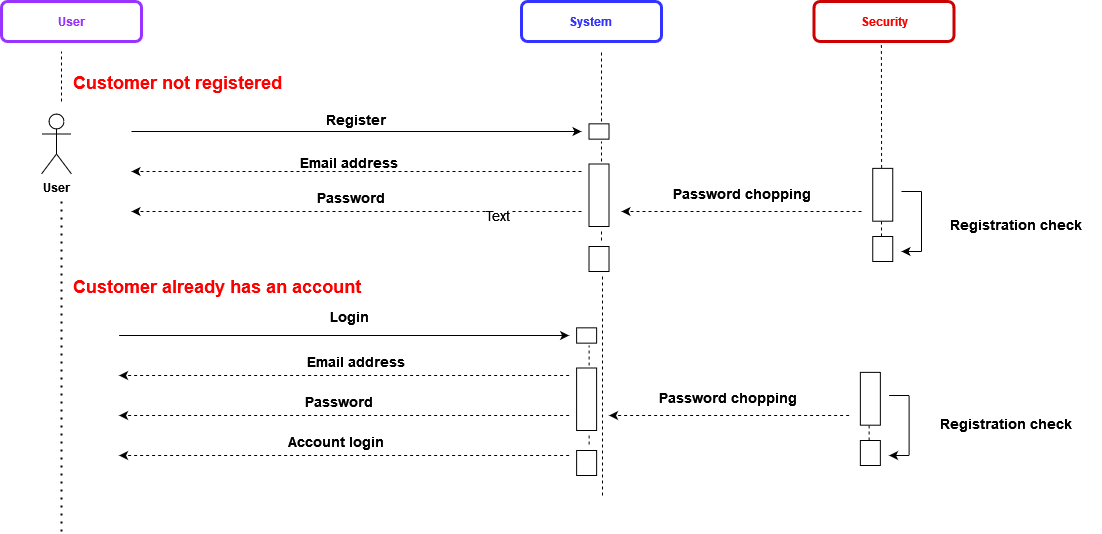 User
System
Security
Customer not registered
Register
Email address
Password chopping
User
Password
Text
Registration check
Customer already has an account
Login
Email address
Password chopping
Password
Registration check
Account login